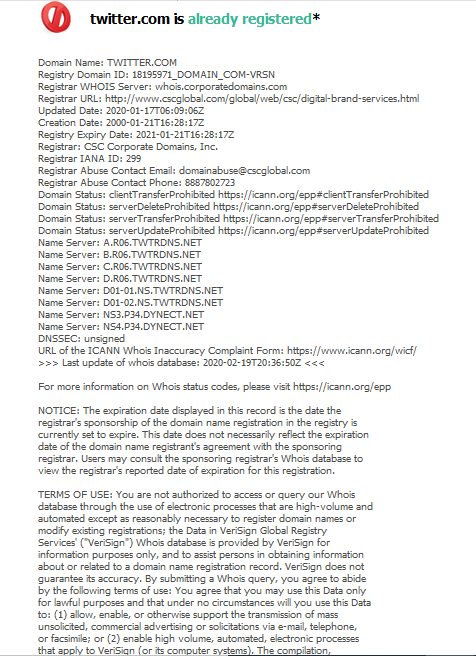 twitter.com is already registered*
Domain Name: TWITTER.COM
Registry Domain ID: 18195971_DOMAIN_COM-VRSN
Registrar WHOIS Server: whois.corporatedomains.com
Registrar URL: http://www.cscglobal.com/global/web/csc/digital-brand-services.html
Updated Date: 2020-01-17T06:09:06Z
Creation Date: 2000-01-21T16:28:17Z
Registry Expiry Date: 2021-01-21T16:28:17Z
Registrar: CSC Corporate Domains, Inc.
Registrar IANA ID: 299
Registrar Abuse Contact Email: domainabuse@cscglobal.com
Registrar Abuse Contact Phone: 8887802723
Domain Status: clientTransferProhibited https://icann.org/epp#clientTransferProhibited
Domain Status: serverDeleteProhibited https://icann.org/epp#serverDeleteProhibited
Domain Status: serverTransferProhibited https://icann.org/epp#serverTransferProhibited
Domain Status: serverUpdateProhibited https://icann.org/epp#serverUpdateProhibited
Name Server: A.R06.TWTRDNS.NET
Name Server: B.R06.TWTRDNS.NET
Name Server: C.R06.TWTRDNS.NET
Name Server: D.R06.TWTRDNS.NET
Name Server: D01-01.NS.TWTRDNS.NET
Name Server: D01-02.NS.TWTRDNS.NET
Name Server: NS3.P34.DYNECT.NET
Name Server: NS4.P34.DYNECT.NET
DNSSEC: unsigned
URL of the ICANN Whois Inaccuracy Complaint Form: https://www.icann.org/wicf/
>>> Last update of whois database: 2020-02-19T20:36:50Z <<<
For more information on Whois status codes, please visit https://icann.org/epp
NOTICE: The expiration date displayed in this record is the date the
registrar's sponsorship of the domain name registration in the registry is
currently set to expire. This date does not necessarily reflect the expiration
date of the domain name registrant's agreement with the sponsoring
registrar. Users may consult the sponsoring registrar's Whois database to
view the registrar's reported date of expiration for this registration.
TERMS OF USE: You are not authorized to access or query our Whois
database through the use of electronic processes that are high-volume and
automated except as reasonably necessary to register domain names or
modify existing registrations; the Data in VeriSign Global Registry
Services' ("VeriSign") Whois database is provided by VeriSign for
information purposes only, and to assist persons in obtaining information
about or related to a domain name registration record. VeriSign does not
guarantee its accuracy. By submitting a Whois query, you agree to abide
by the following terms of use: You agree that you may use this Data only
for lawful purposes and that under no circumstances will you use this Data
to: (1) allow, enable, or otherwise support the transmission of mass
unsolicited, commercial advertising or solicitations via e-mail, telephone,
or facsimile; or (2) enable high volume, automated, electronic processes
that apply to VeriSign (or its computer systems). The compilation,